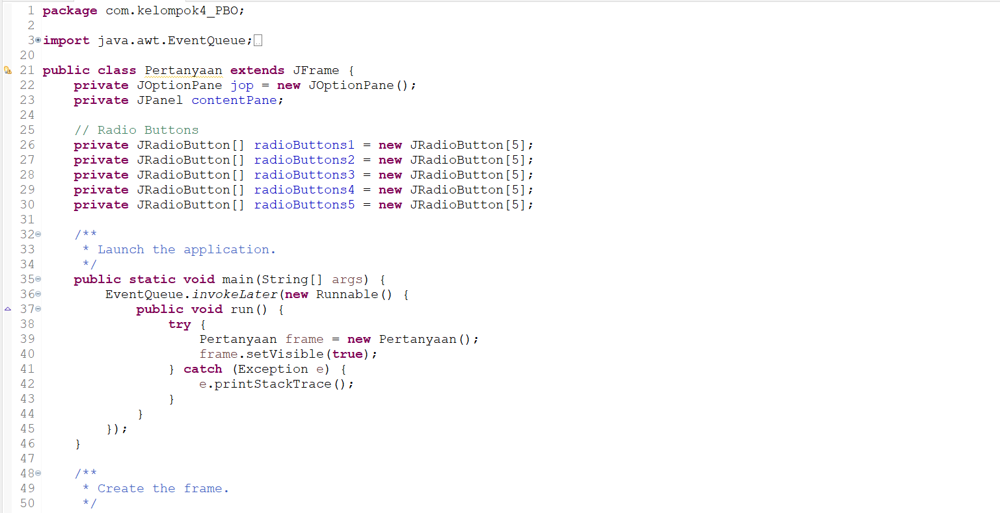 1 package com.kelompok4_PBO;
2
3 import java.awt.EventQueue;
20
21 public class Pertanyaan extends JFrame {
22     private JOptionPane jop = new JOptionPane();
23     private JPanel contentPane;
24
25     // Radio Buttons
26     private JRadioButton[] radioButtons1 = new JRadioButton[5];
27     private JRadioButton[] radioButtons2 = new JRadioButton[5];
28     private JRadioButton[] radioButtons3 = new JRadioButton[5];
29     private JRadioButton[] radioButtons4 = new JRadioButton[5];
30     private JRadioButton[] radioButtons5 = new JRadioButton[5];
31
32     /**
33      * Launch the application.
34      */
35     public static void main(String[] args) {
36         EventQueue.invokeLater(new Runnable() {
37             public void run() {
38                 try {
39                     Pertanyaan frame = new Pertanyaan();
40                     frame.setVisible(true);
41                 } catch (Exception e) {
42                     e.printStackTrace();
43                 }
44             }
45         });
46     }
47
48     /**
49      * Create the frame.
50      */